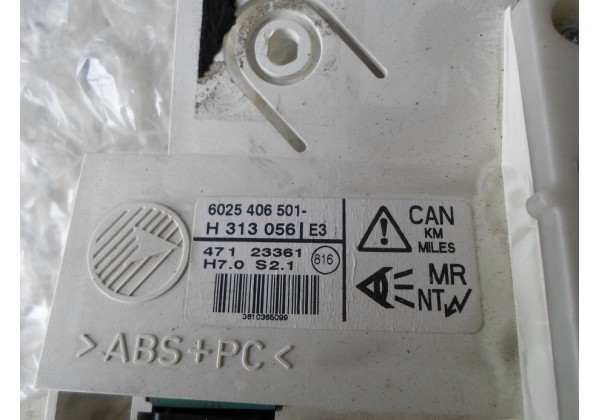 6025 406 501-
H 313 056 | E3
471 23361
H7.0 S2.1
816
3610365099
CAN
KM
MILES
MR
NT
>ABS+PC<